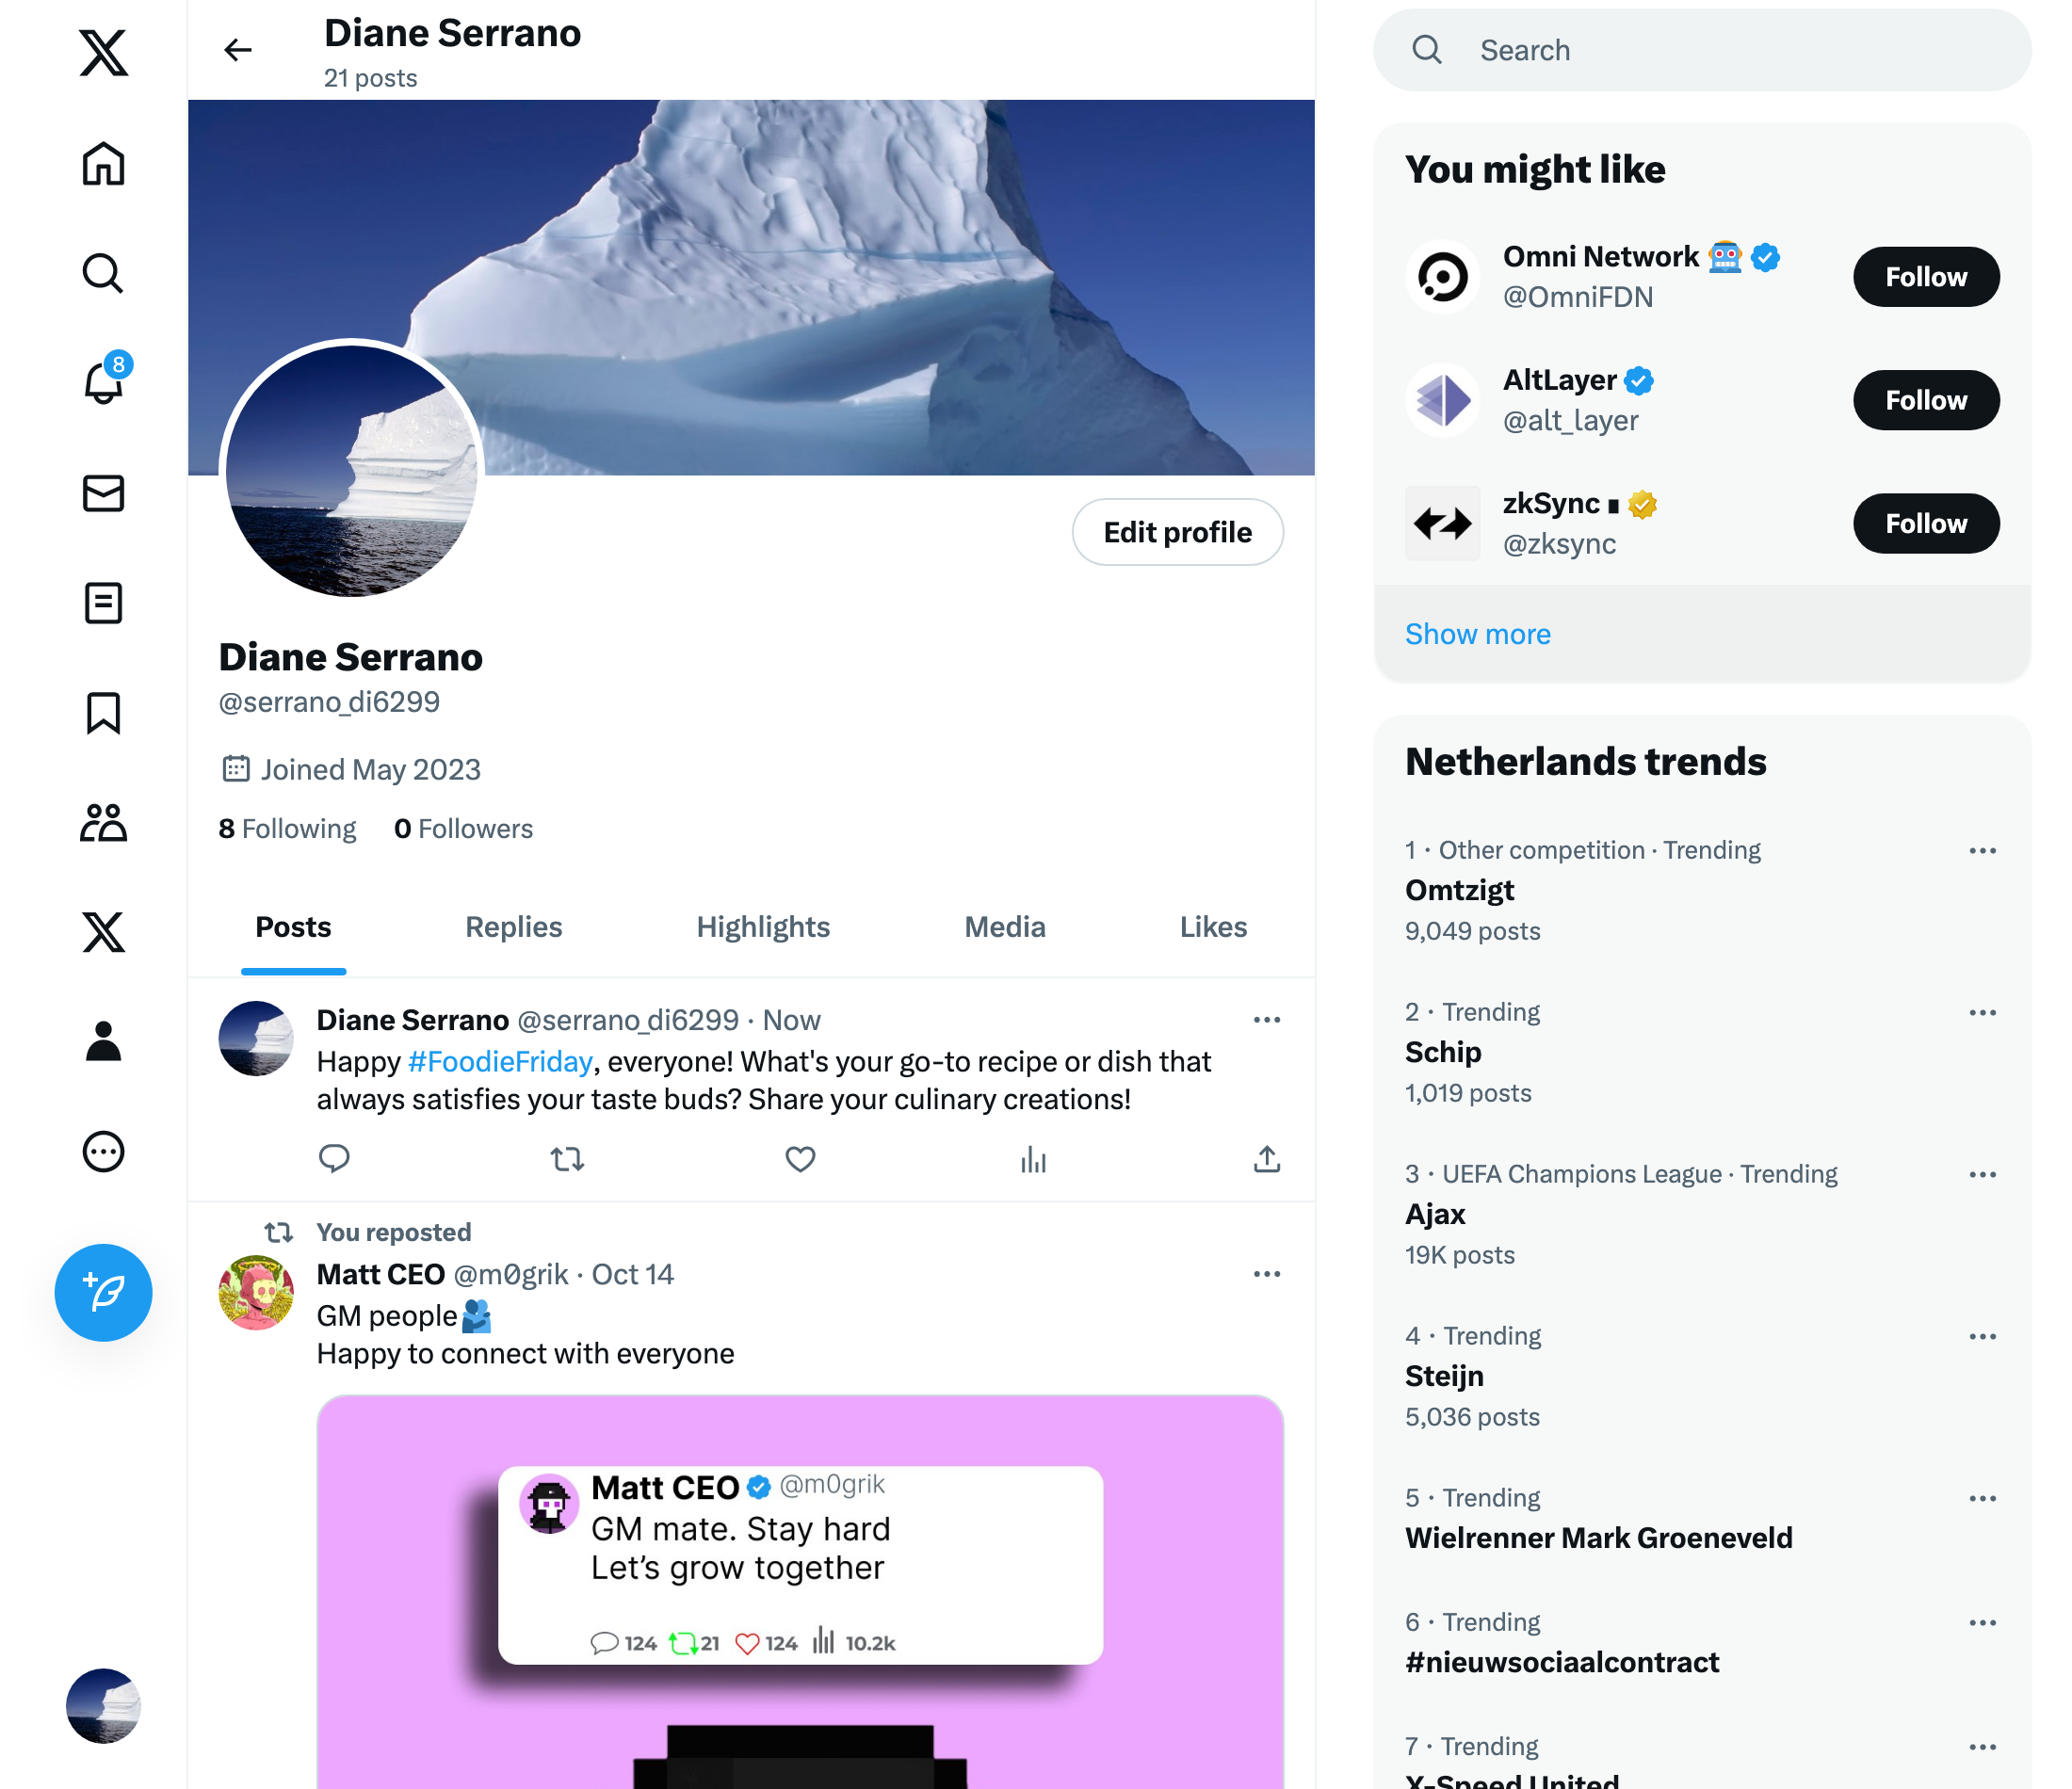 Diane Serrano
21 posts
8
Edit profile
Diane Serrano
@serrano_di6299
Joined May 2023
8 Following 0 Followers
Posts Replies Highlights Media Likes
Diane Serrano @serrano_di6299 · Now
Happy #FoodieFriday, everyone! What's your go-to recipe or dish that
always satisfies your taste buds? Share your culinary creations!
You reposted
Matt CEO @m0grik · Oct 14
GM people
Happy to connect with everyone
Matt CEO @m0grik
GM mate. Stay hard
Let’s grow together
124 21 124 10.2k
Search
You might like
Omni Network
@OmniFDN
Follow
AltLayer
@alt_layer
Follow
zkSync ∎
@zksync
Follow
Show more
Netherlands trends
1 · Other competition · Trending
Omtzigt
9,049 posts
2 · Trending
Schip
1,019 posts
3 · UEFA Champions League · Trending
Ajax
19K posts
4 · Trending
Steijn
5,036 posts
5 · Trending
Wielrenner Mark Groeneveld
6 · Trending
#nieuwsociaalcontract
7 · Trending
X-Speed United